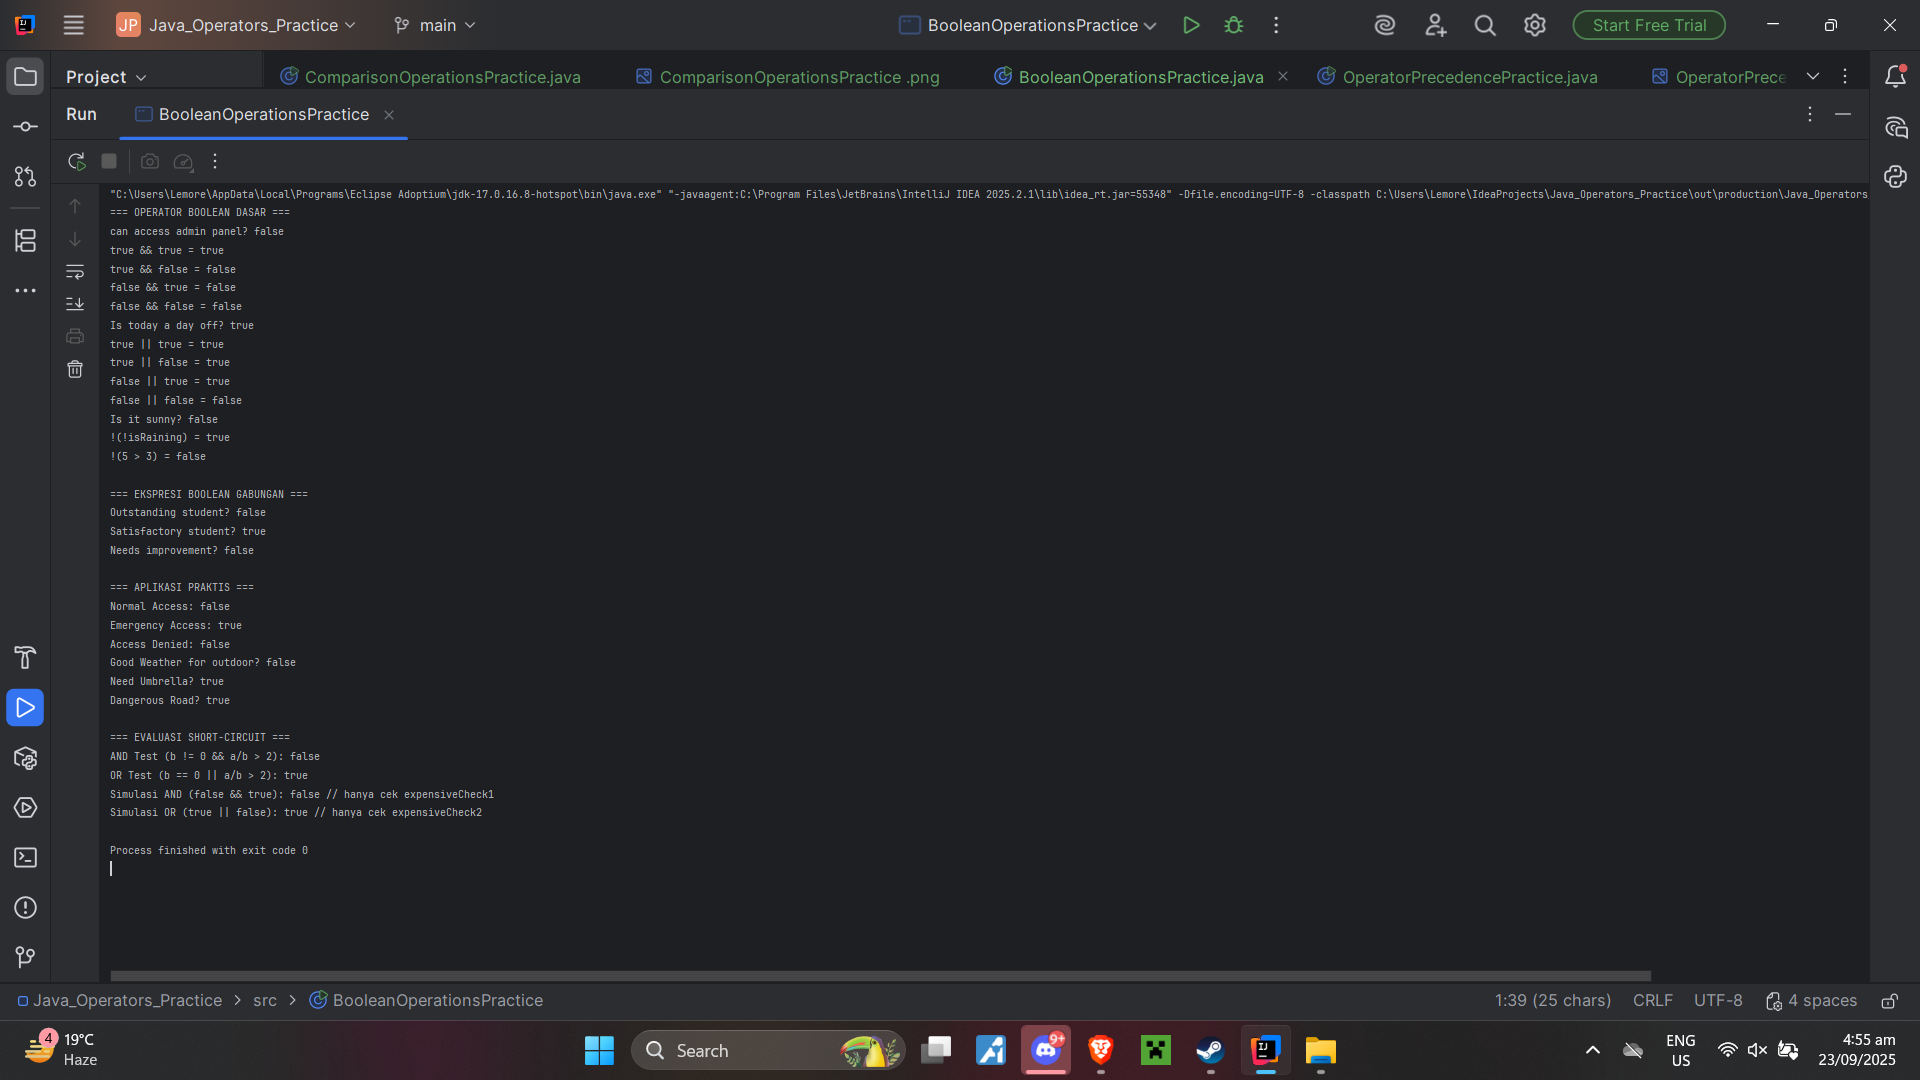 JP Java_Operators_Practice main BooleanOperationsPractice Start Free Trial
Project ComparisonOperationsPractice.java ComparisonOperationsPractice .png BooleanOperationsPractice.java OperatorPrecedencePractice.java OperatorPrece
Run BooleanOperationsPractice
"C:\Users\Lemore\AppData\Local\Programs\Eclipse Adoptium\jdk-17.0.16.8-hotspot\bin\java.exe" "-javaagent:C:\Program Files\JetBrains\IntelliJ IDEA 2025.2.1\lib\idea_rt.jar=55348" -Dfile.encoding=UTF-8 -classpath C:\Users\Lemore\IdeaProjects\Java_Operators_Practice\out\production\Java_Operators_
=== OPERATOR BOOLEAN DASAR ===
can access admin panel? false
true && true = true
true && false = false
false && true = false
false && false = false
Is today a day off? true
true || true = true
true || false = true
false || true = true
false || false = false
Is it sunny? false
!(!isRaining) = true
!(5 > 3) = false
=== EKSPRESI BOOLEAN GABUNGAN ===
Outstanding student? false
Satisfactory student? true
Needs improvement? false
=== APLIKASI PRAKTIS ===
Normal Access: false
Emergency Access: true
Access Denied: false
Good Weather for outdoor? false
Need Umbrella? true
Dangerous Road? true
=== EVALUASI SHORT-CIRCUIT ===
AND Test (b != 0 && a/b > 2): false
OR Test (b == 0 || a/b > 2): true
Simulasi AND (false && true): false // hanya cek expensiveCheck1
Simulasi OR (true || false): true // hanya cek expensiveCheck2
Process finished with exit code 0
Java_Operators_Practice > src > BooleanOperationsPractice 1:39 (25 chars) CRLF UTF-8 4 spaces
4 19°C Haze
Search
9+
ENG US
4:55 am
23/09/2025